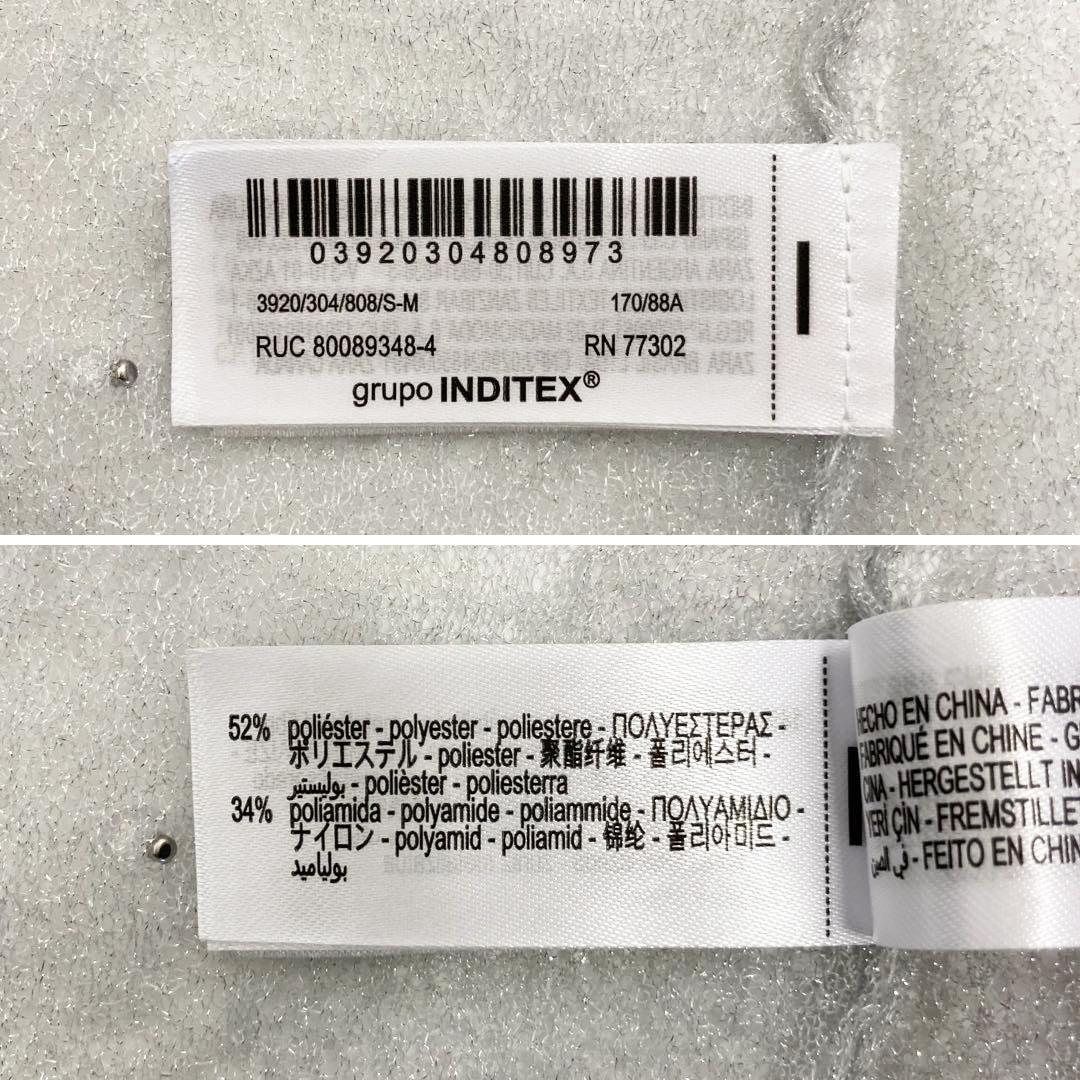 03920304808973
3920/304/808/S-M 170/88A
RUC 80089348-4 RN 77302
grupo INDITEX®
52% poliéster - polyester - poliestere - ΠΟΛΥΕΣΤΕΡΑΣ -
ポリエステル - poliester - 聚酯纤维 - 폴리에스터 -
بوليستير - polièster - poliesterra
34% poliamida - polyamide - poliammide - ΠΟΛΥΑΜΙΔΙΟ -
ナイロン - polyamid - poliamid - 锦纶 - 폴리아미드 -
بولياميد
HECHO EN CHINA - FABR
FABRIQUÉ EN CHINE - G
CINA - HERGESTELLT IN
YERİ ÇİN - FREMSTILLET
في الصين - FEITO EN CHIN